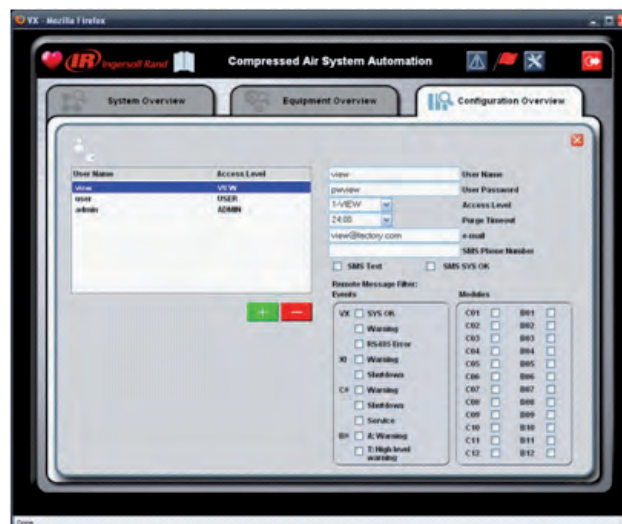 VX - Mozilla Firefox
IR Ingersoll Rand
Compressed Air System Automation
System Overview
Equipment Overview
Configuration Overview
User Name Access Level
view VIEW
user USER
admin ADMIN
view User Name
pwview User Password
1-VIEW Access Level
24:00 Purge Timeout
view@factory.com e-mail
SMS Phone Number
SMS Test SMS SYS OK
Remote Message Filter:
Events Modules
VX SYS OK
Warning
RS485 Error
XI Warning
Shutdown
C# Warning
Shutdown
Service
B# A: Warning
T: High level
warning
C01 B01
C02 B02
C03 B03
C04 B04
C05 B05
C06 B06
C07 B07
C08 B08
C09 B09
C10 B10
C11 B11
C12 B12
Done